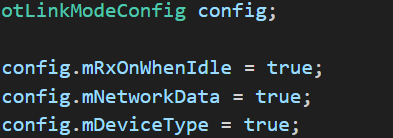 otLinkModeConfig config;
config.mRxOnWhenIdle = true;
config.mNetworkData = true;
config.mDeviceType = true;